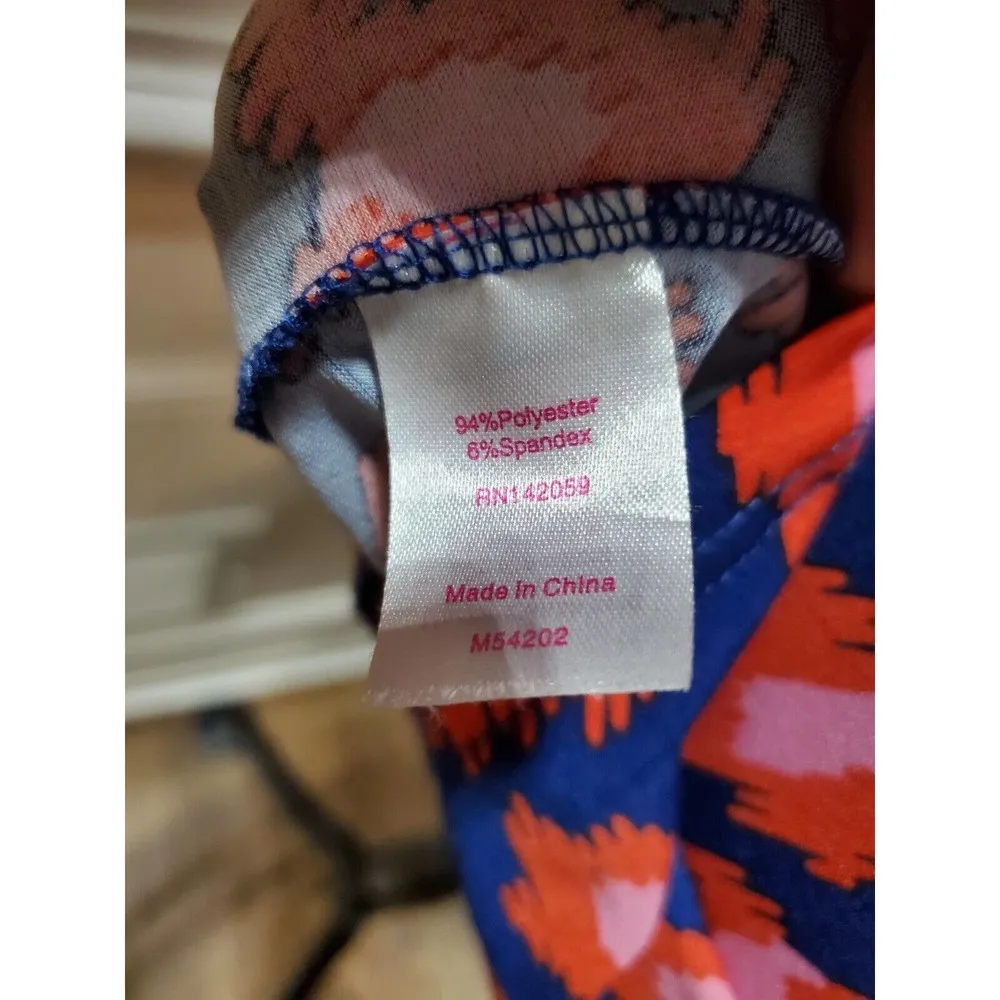 94%Polyester
6%Spandex
RN142059
Made in China
M54202